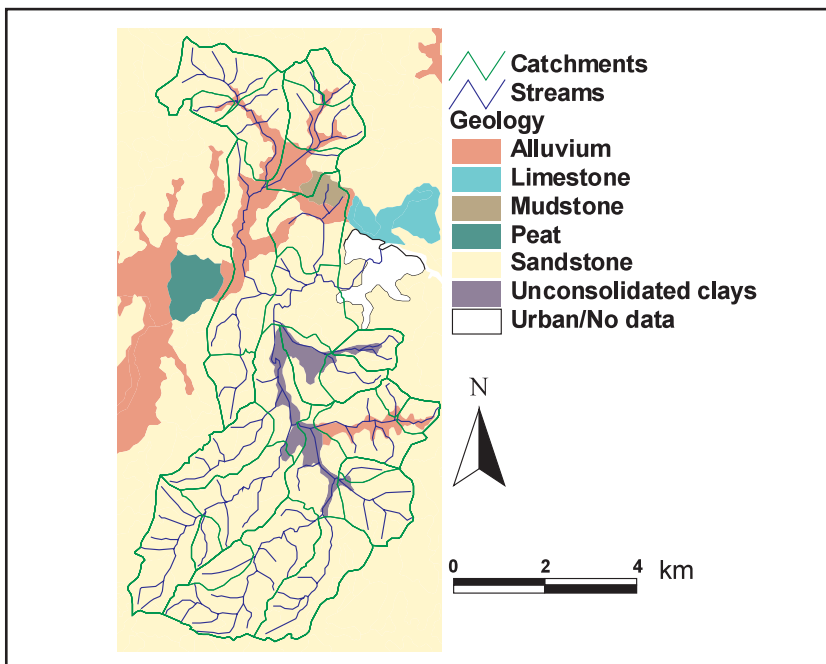 Catchments
Streams
Geology
Alluvium
Limestone
Mudstone
Peat
Sandstone
Unconsolidated clays
Urban/No data
N
0 2 4 km